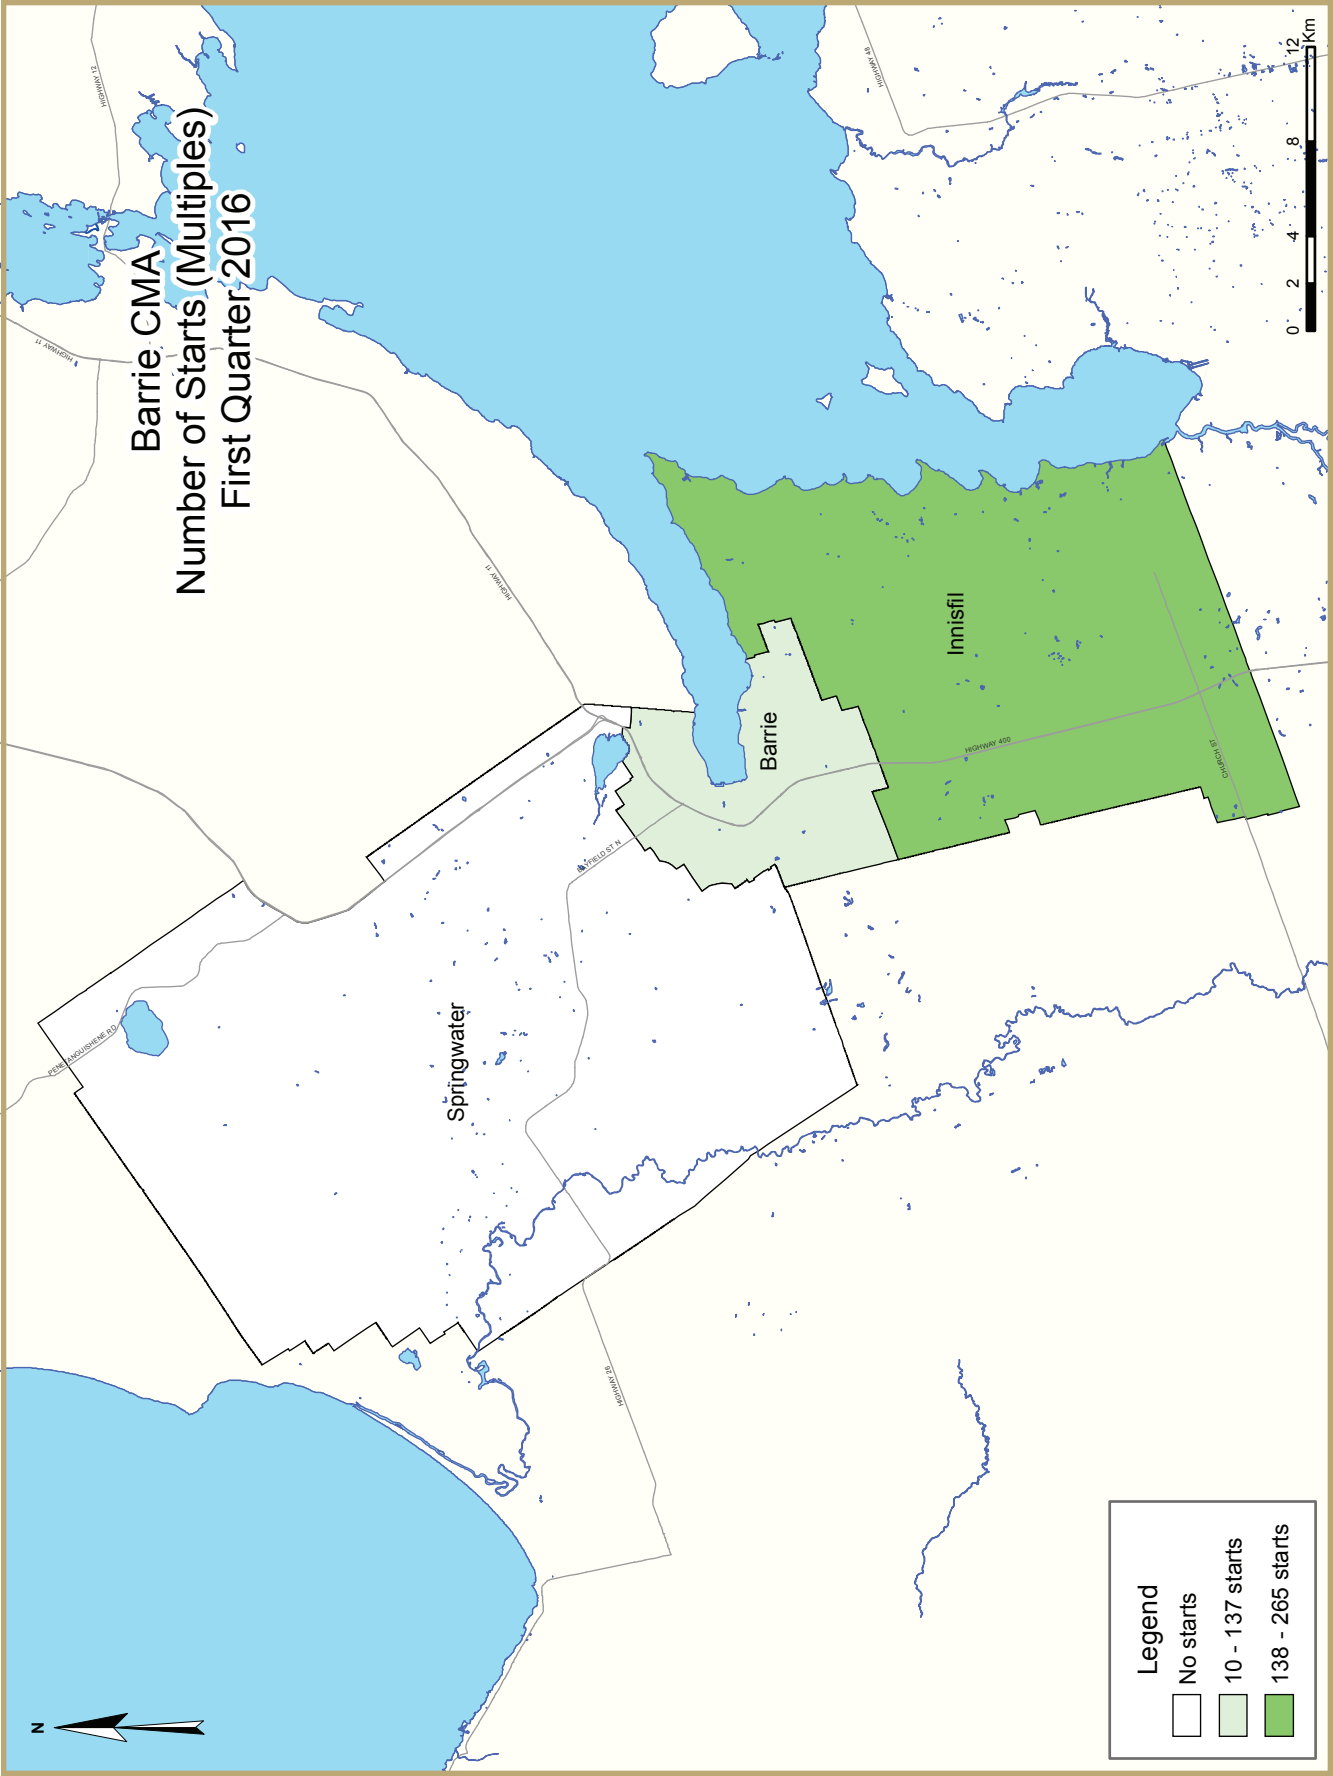 Barrie CMA
Number of Starts (Multiples)
First Quarter 2016
N
HIGHWAY 12
HIGHWAY 11
HIGHWAY 48
HIGHWAY 11
PENETANGUISHENE RD
Springwater
BAYFIELD ST N
Barrie
Innisfil
HIGHWAY 400
CHURCH ST
HIGHWAY 26
Legend
No starts
10 - 137 starts
138 - 265 starts
0 2 4 8 12
Km